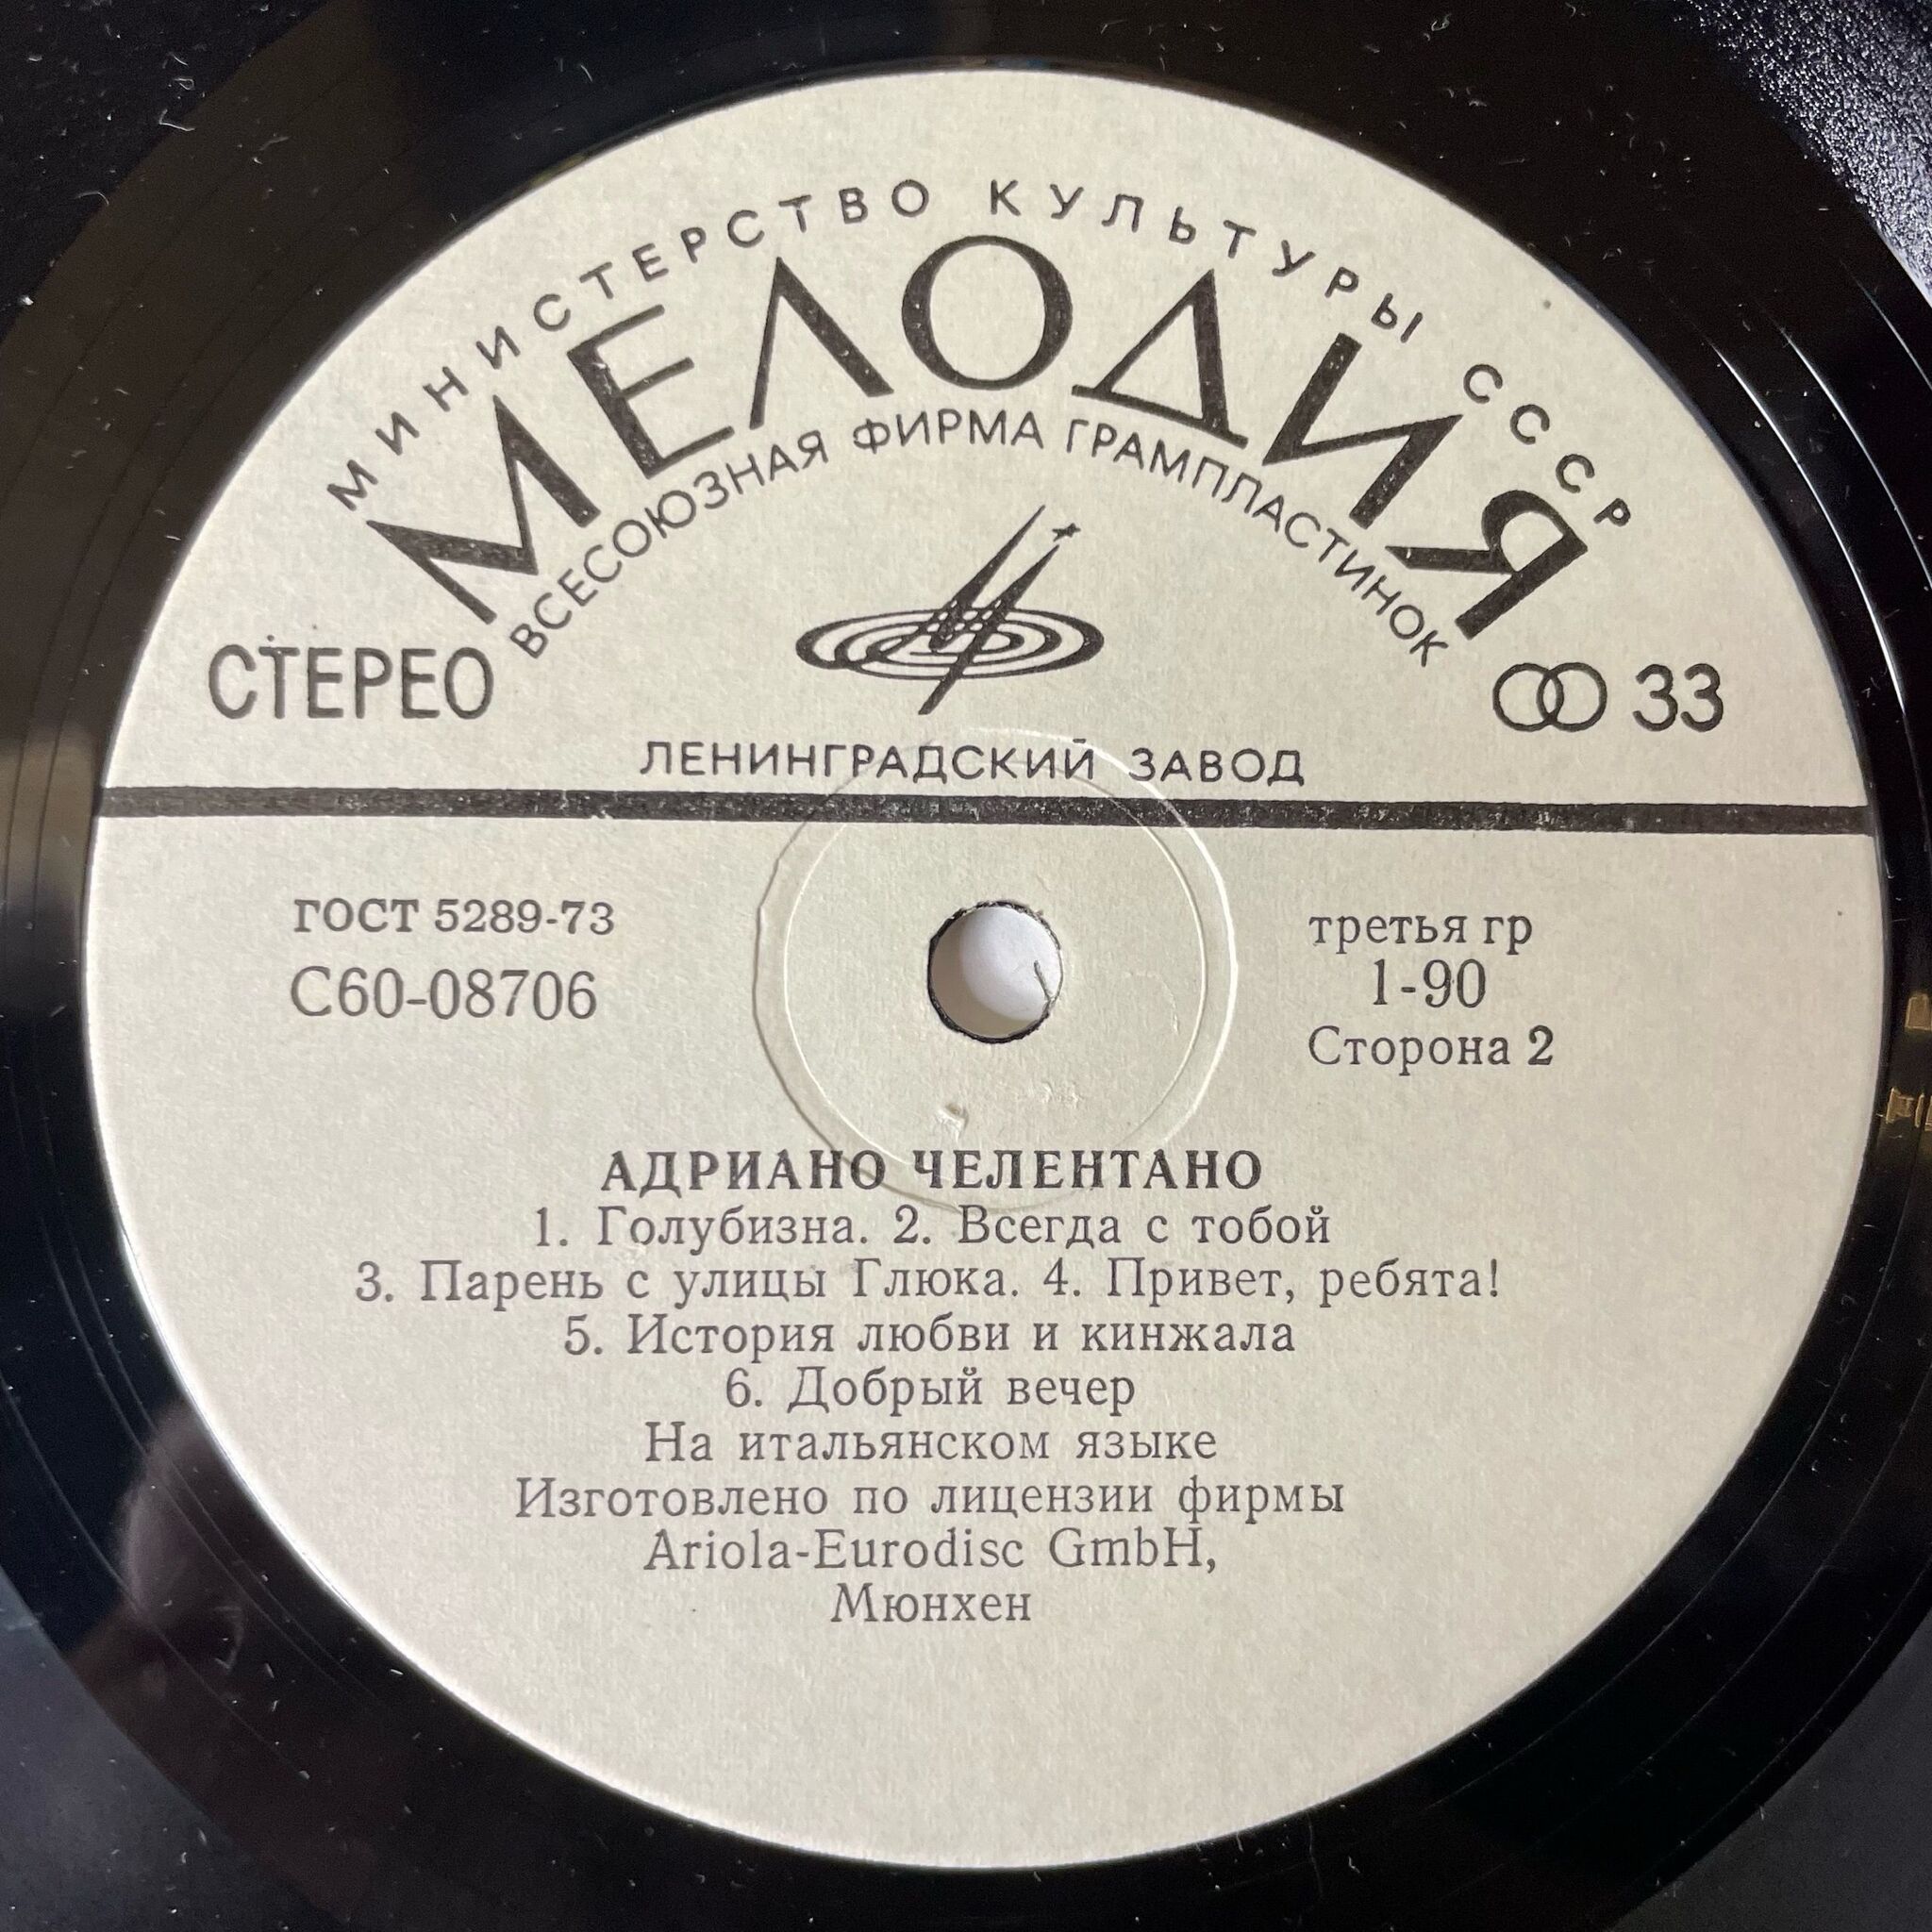 МИНИСТЕРСТВО КУЛЬТУРЫ СССР
МЕЛОДИЯ
ВСЕСОЮЗНАЯ ФИРМА ГРАМПЛАСТИНОК
СТЕРЕО
33
ЛЕНИНГРАДСКИЙ ЗАВОД
ГОСТ 5289-73
С60-08706
третья гр
1-90
Сторона 2
АДРИАНО ЧЕЛЕНТАНО
1. Голубизна. 2. Всегда с тобой
3. Парень с улицы Глюка. 4. Привет, ребята!
5. История любви и кинжала
6. Добрый вечер
На итальянском языке
Изготовлено по лицензии фирмы
Ariola-Eurodisc GmbH,
Мюнхен